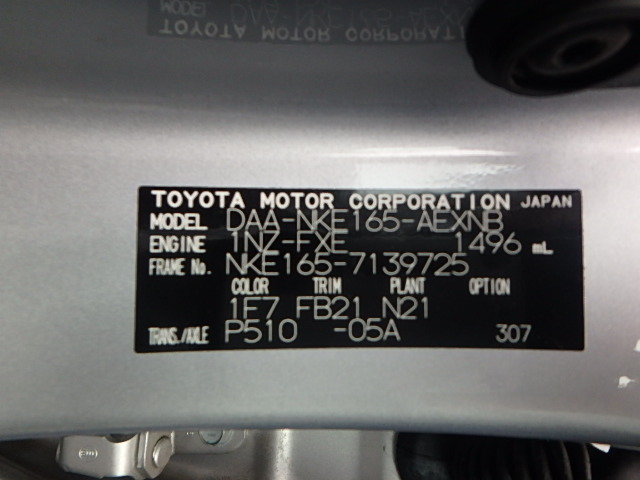 TOYOTA MOTOR CORPORATION JAPAN
MODEL DAA-NKE165-AEXNB
ENGINE 1NZ-FXE 1496 mL
FRAME No. NKE165-7139725
COLOR TRIM PLANT OPTION
1F7 FB21 N21
TRANS./AXLE P510 -05A 307